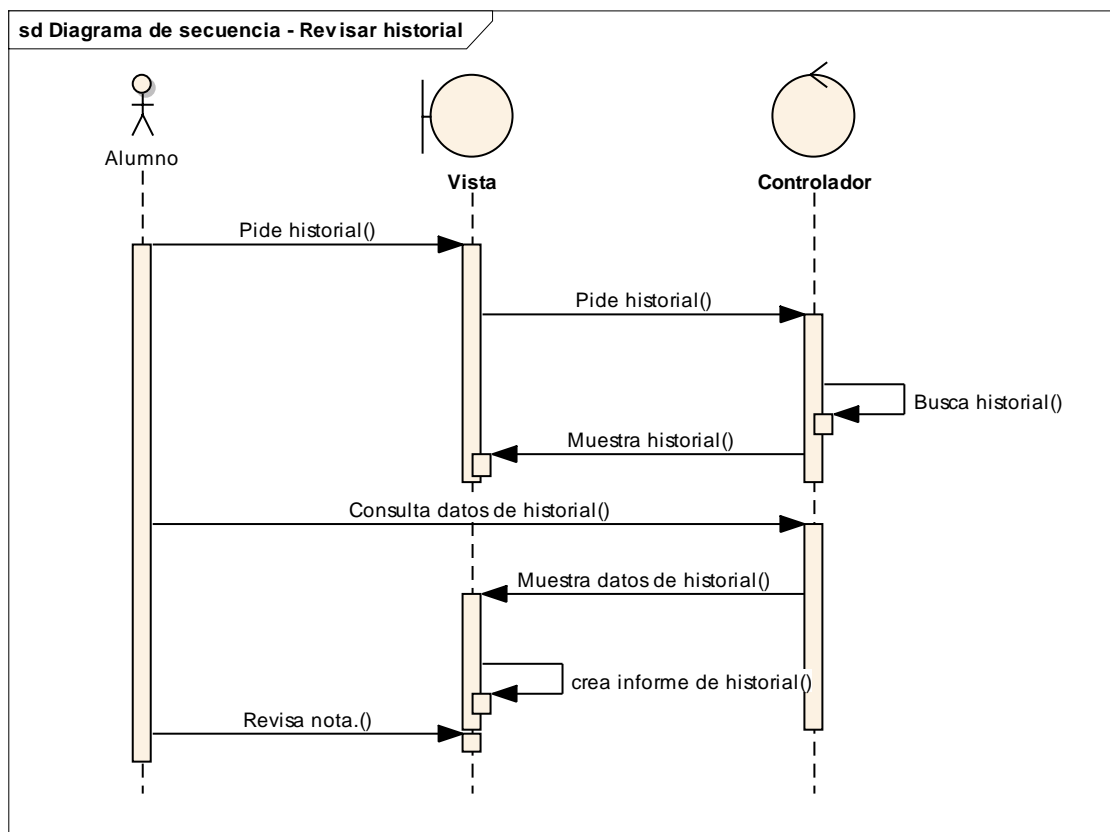 sd Diagrama de secuencia - Revisar historial
Alumno
Vista
Controlador
Pide historial()
Pide historial()
Busca historial()
Muestra historial()
Consulta datos de historial()
Muestra datos de historial()
crea informe de historial()
Revisa nota.()